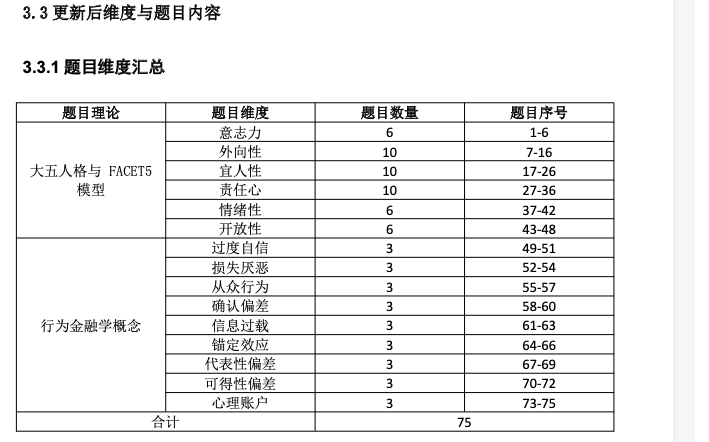 3.3 更新后维度与题目内容
3.3.1 题目维度汇总
题目理论 题目维度 题目数量 题目序号
大五人格与 FACET5
模型
意志力 6 1-6
外向性 10 7-16
宜人性 10 17-26
责任心 10 27-36
情绪性 6 37-42
开放性 6 43-48
行为金融学概念
过度自信 3 49-51
损失厌恶 3 52-54
从众行为 3 55-57
确认偏差 3 58-60
信息过载 3 61-63
锚定效应 3 64-66
代表性偏差 3 67-69
可得性偏差 3 70-72
心理账户 3 73-75
合计 75